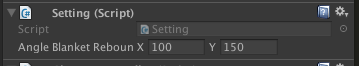 Setting (Script)
Script Setting
Angle Blanket Reboun X 100 Y 150